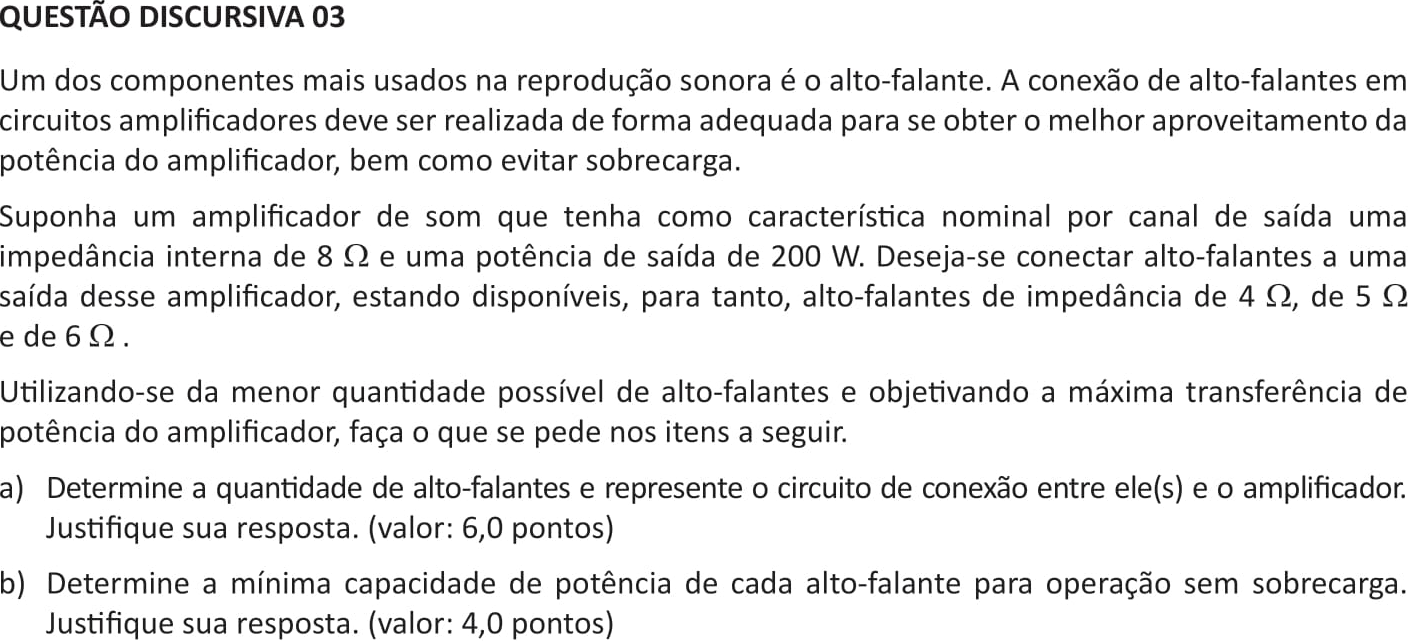 QUESTÃO DISCURSIVA 03
Um dos componentes mais usados na reprodução sonora é o alto-falante. A conexão de alto-falantes em
circuitos amplificadores deve ser realizada de forma adequada para se obter o melhor aproveitamento da
potência do amplificador, bem como evitar sobrecarga.
Suponha um amplificador de som que tenha como característica nominal por canal de saída uma
impedância interna de 8 Ω e uma potência de saída de 200 W. Deseja-se conectar alto-falantes a uma
saída desse amplificador, estando disponíveis, para tanto, alto-falantes de impedância de 4 Ω, de 5 Ω
e de 6 Ω .
Utilizando-se da menor quantidade possível de alto-falantes e objetivando a máxima transferência de
potência do amplificador, faça o que se pede nos itens a seguir.
a) Determine a quantidade de alto-falantes e represente o circuito de conexão entre ele(s) e o amplificador.
Justifique sua resposta. (valor: 6,0 pontos)
b) Determine a mínima capacidade de potência de cada alto-falante para operação sem sobrecarga.
Justifique sua resposta. (valor: 4,0 pontos)